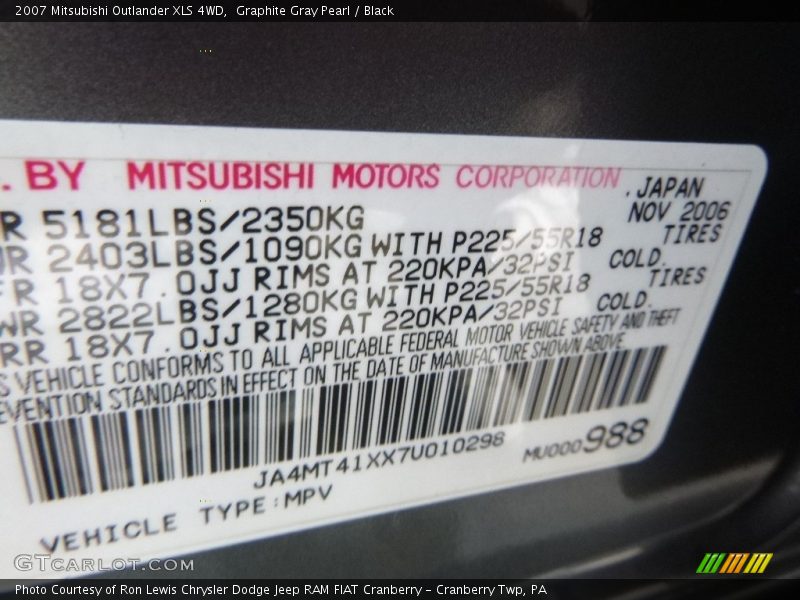 2007 Mitsubishi Outlander XLS 4WD,  Graphite Gray Pearl / Black
. BY MITSUBISHI MOTORS CORPORATION . JAPAN
R 5181LBS/2350KG NOV 2006
R 2403LBS/1090KG WITH P225/55R18 TIRES
FR 18X7.0JJ RIMS AT 220KPA/32PSI COLD.
WR 2822LBS/1280KG WITH P225/55R18 TIRES
RR 18X7.0JJ RIMS AT 220KPA/32PSI COLD.
S VEHICLE CONFORMS TO ALL APPLICABLE FEDERAL MOTOR VEHICLE SAFETY AND THEFT
EVENTION STANDARDS IN EFFECT ON THE DATE OF MANUFACTURE SHOWN ABOVE
JA4MT41XX7U010298 MU000988
VEHICLE TYPE:MPV
GTCARLOT.COM
Photo Courtesy of Ron Lewis Chrysler Dodge Jeep RAM FIAT Cranberry - Cranberry Twp, PA